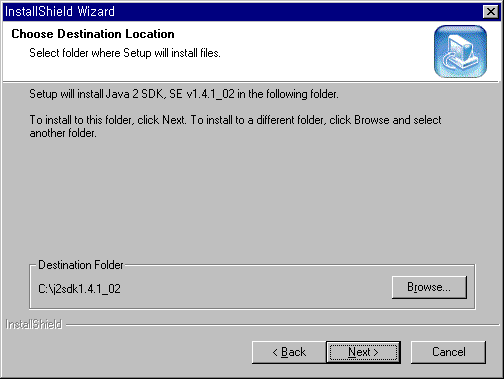 InstallShield Wizard
Choose Destination Location
Select folder where Setup will install files.
Setup will install Java 2 SDK, SE v1.4.1_02 in the following folder.
To install to this folder, click Next. To install to a different folder, click Browse and select
another folder.
Destination Folder
C:\j2sdk1.4.1_02
Browse...
InstallShield
< Back
Next >
Cancel